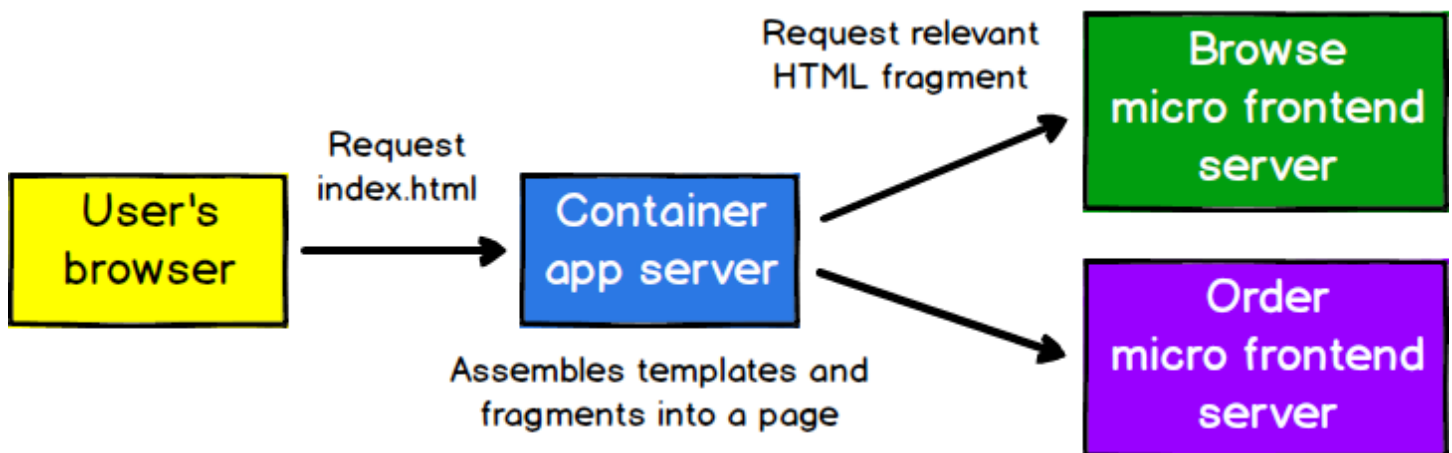 User's
browser
Request
index.html
Container
app server
Assembles templates and
fragments into a page
Request relevant
HTML fragment
Browse
micro frontend
server
Order
micro frontend
server